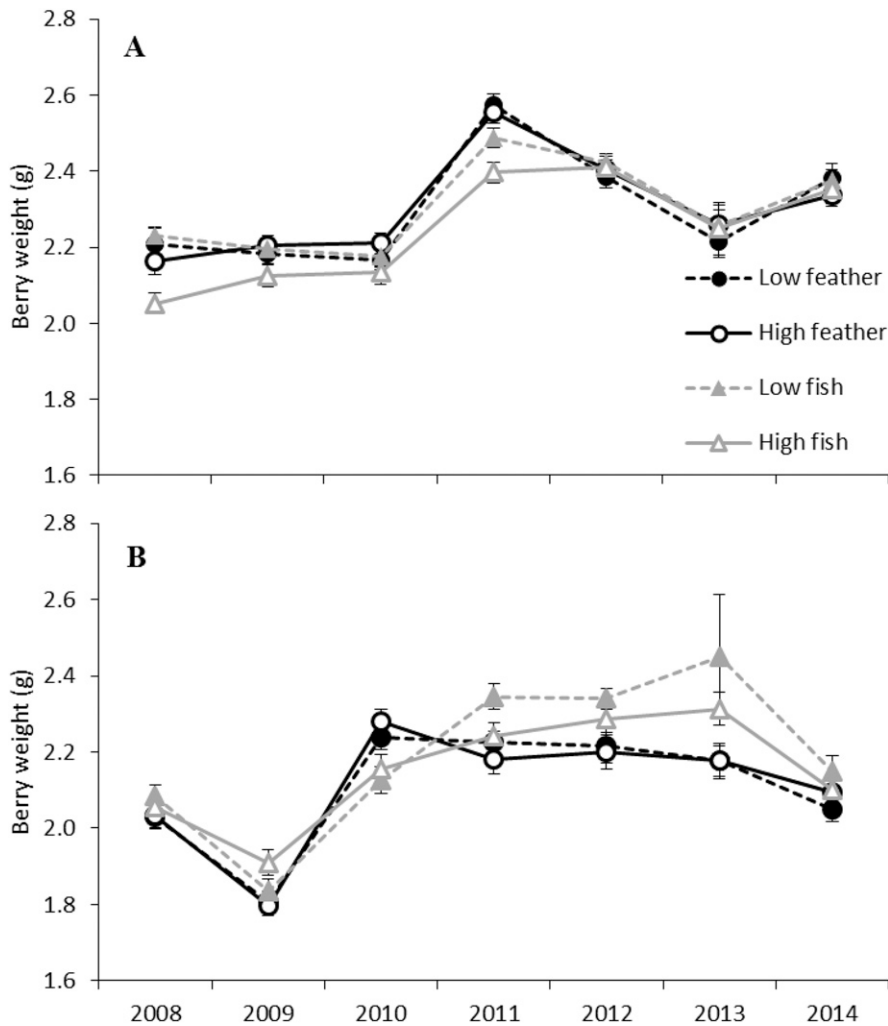 A
Berry weight (g)
2.8
2.6
2.4
2.2
2.0
1.8
1.6
Low feather
High feather
Low fish
High fish
B
Berry weight (g)
2.8
2.6
2.4
2.2
2.0
1.8
1.6
2008 2009 2010 2011 2012 2013 2014